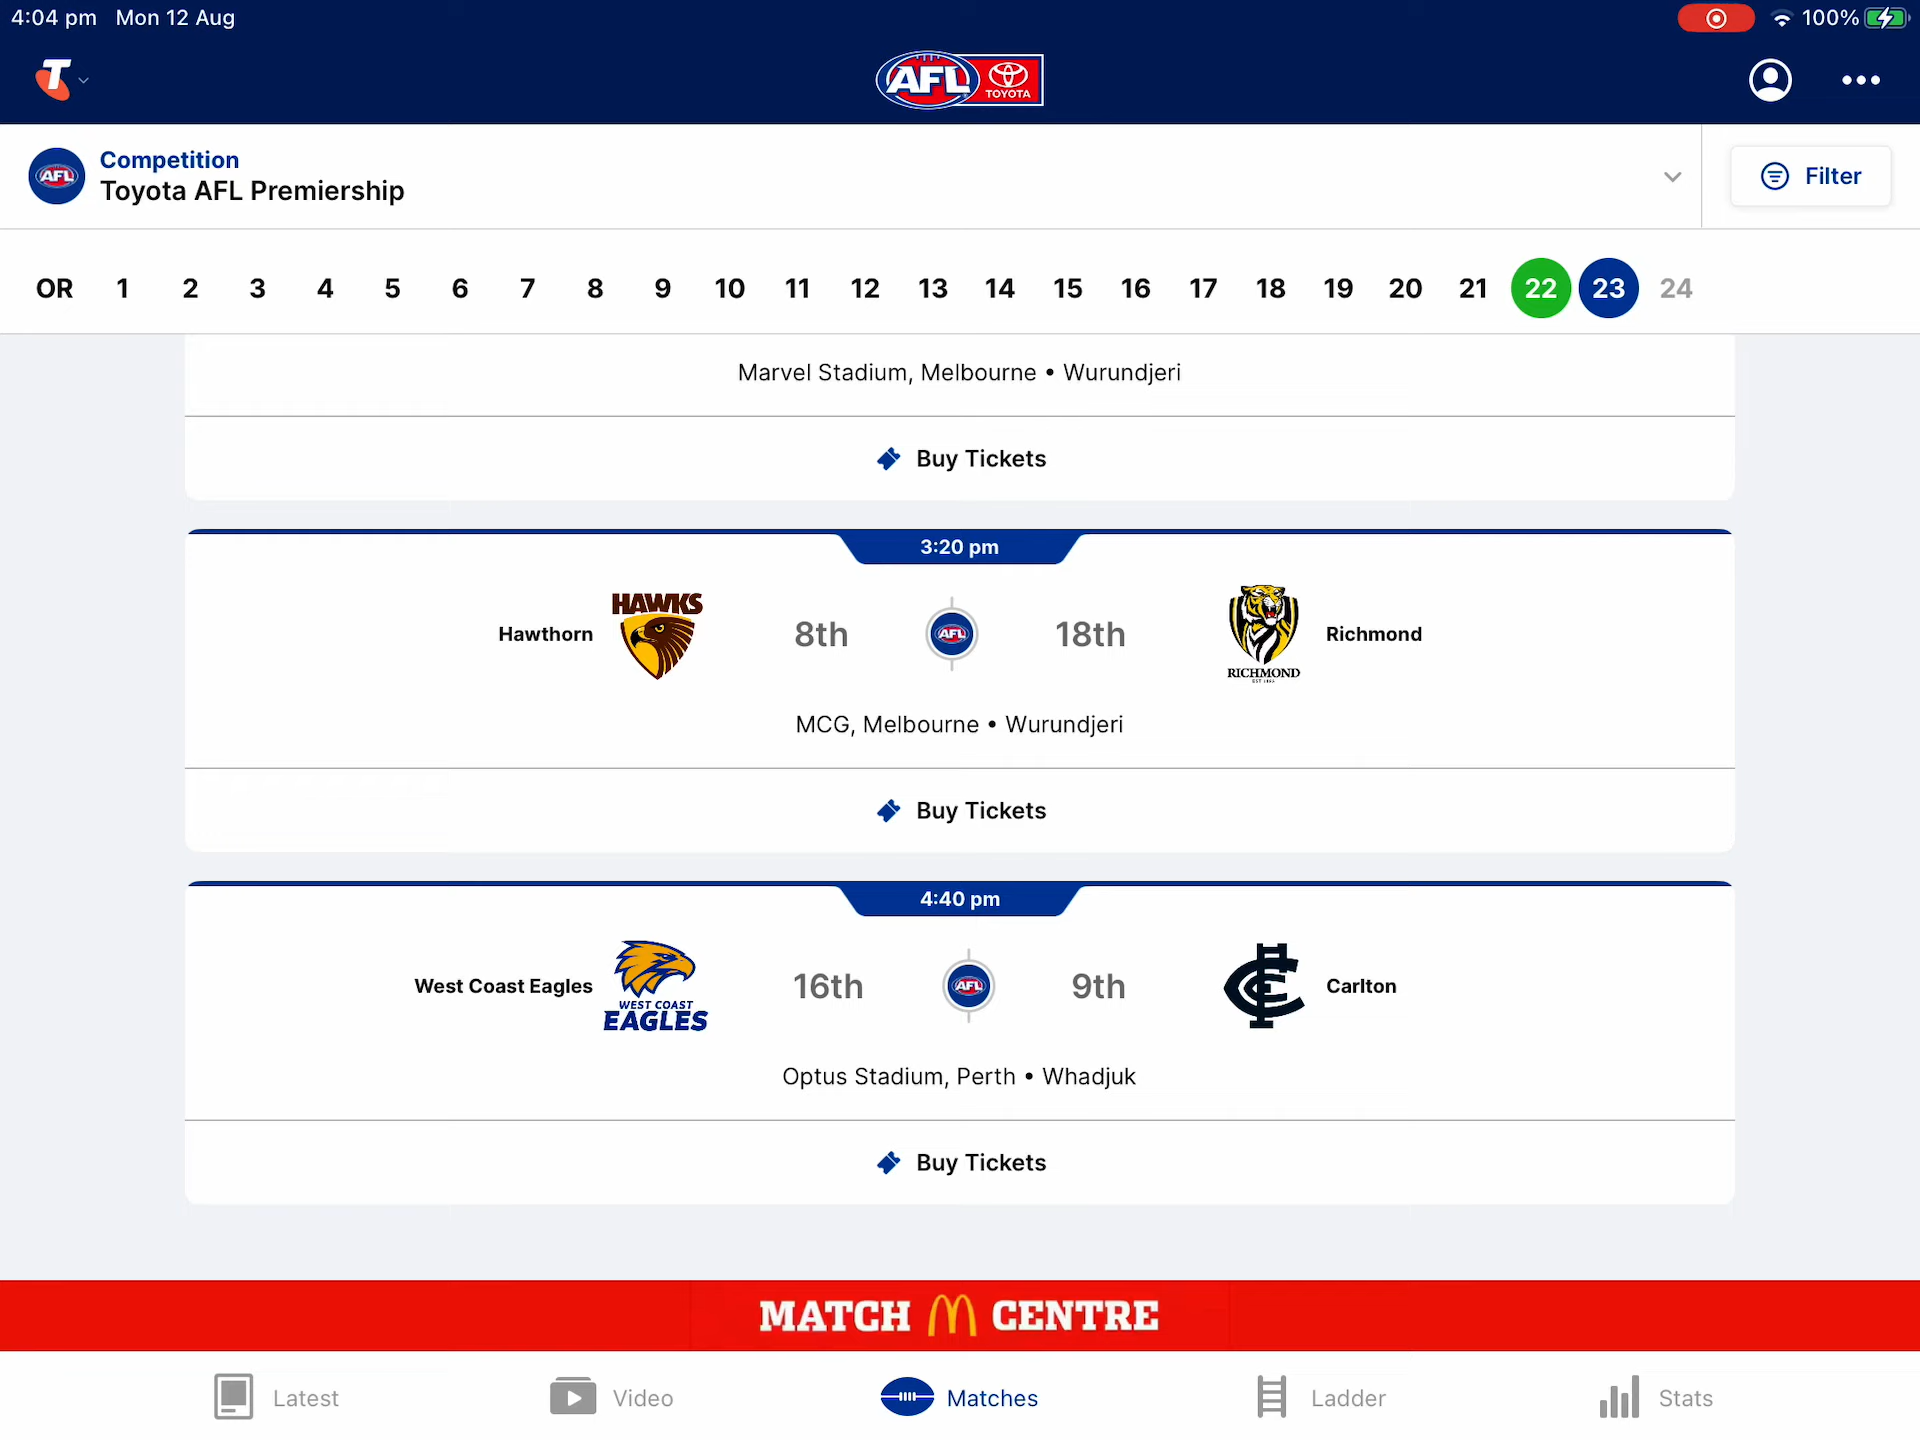 4:04 pm Mon 12 Aug
100%
T
AFL TOYOTA
AFL
Competition
Toyota AFL Premiership
Filter
OR 1 2 3 4 5 6 7 8 9 10 11 12 13 14 15 16 17 18 19 20 21 22 23 24
Marvel Stadium, Melbourne • Wurundjeri
Buy Tickets
3:20 pm
Hawthorn HAWKS 8th AFL 18th RICHMOND Richmond
MCG, Melbourne • Wurundjeri
Buy Tickets
4:40 pm
West Coast Eagles WEST COAST EAGLES 16th AFL 9th CFC Carlton
Optus Stadium, Perth • Whadjuk
Buy Tickets
MATCH M CENTRE
Latest Video Matches Ladder Stats